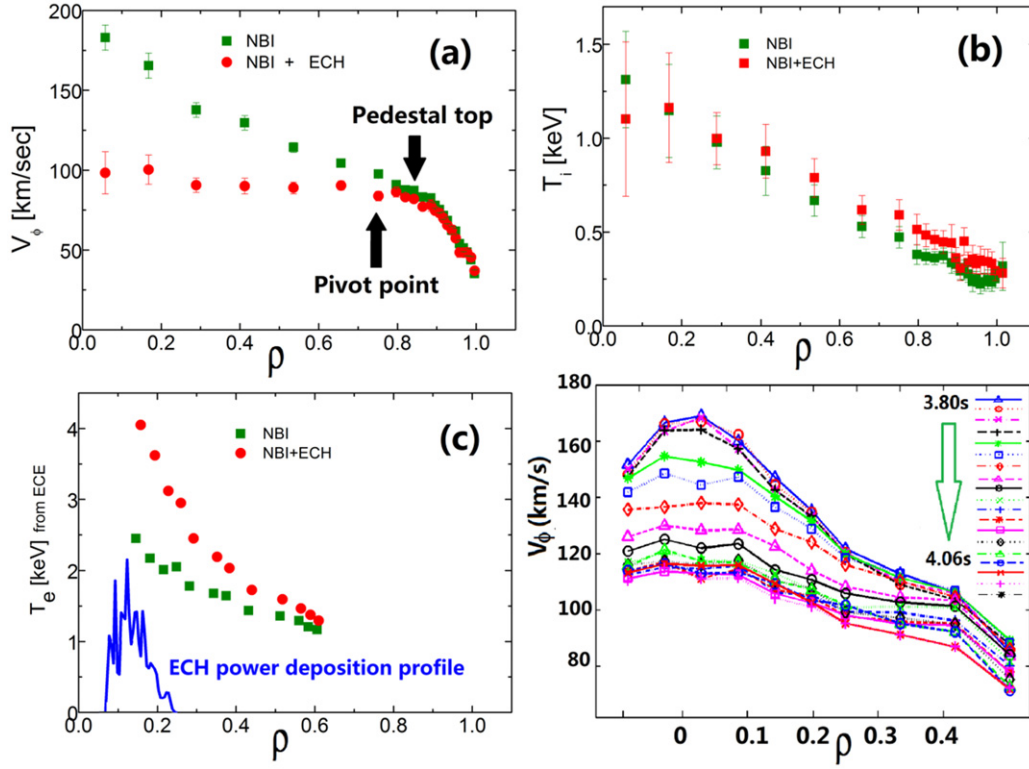 200
175
150
125
100
75
50
25
0
V_ϕ [km/sec]
NBI
NBI + ECH
(a)
Pedestal top
Pivot point
0.0 0.2 0.4 0.6 0.8 1.0
ρ
1.5
1.0
0.5
0.0
T_i [keV]
NBI
NBI+ECH
(b)
0.0 0.2 0.4 0.6 0.8 1.0
ρ
4
3
2
1
0
T_e [keV] from ECE
NBI
NBI+ECH
(c)
ECH power deposition profile
0.0 0.2 0.4 0.6 0.8 1.0
ρ
180
160
140
120
100
80
V_ϕ (km/s)
3.80s
4.06s
0 0.1 0.2 0.3 0.4
ρ